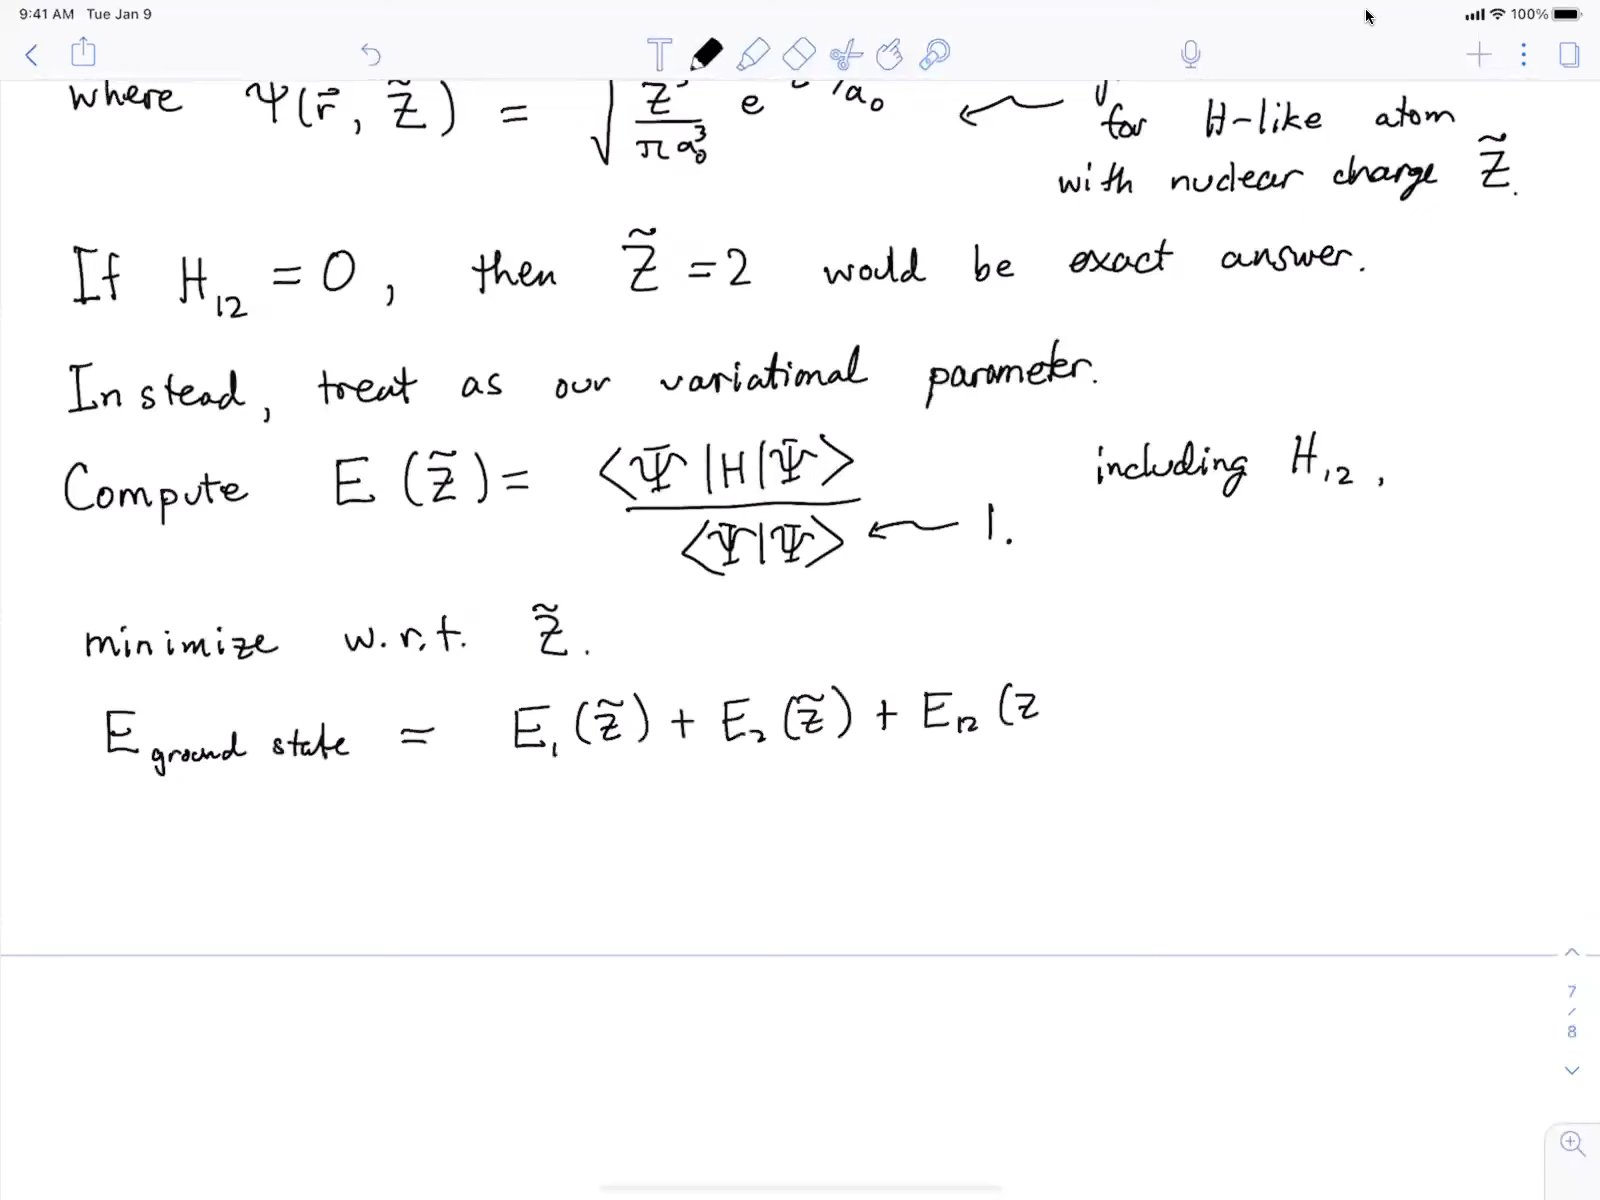 9:41 AM Tue Jan 9 100%
T
where Ψ(r⃗, Z̃) = √(Z̃³/πa₀³) e /a₀ ←
for H-like atom
with nuclear charge Z̃.
If H₁₂ = 0, then Z̃ = 2 would be exact answer.
Instead, treat as our variational parameter.
Compute E(z̃) = <Ψ|H|Ψ>/<Ψ|Ψ> ← 1. including H₁₂,
minimize w.r.t. Z̃.
E ground state = E₁(z̃) + E₂(z̃) + E₁₂(z
7
/
8